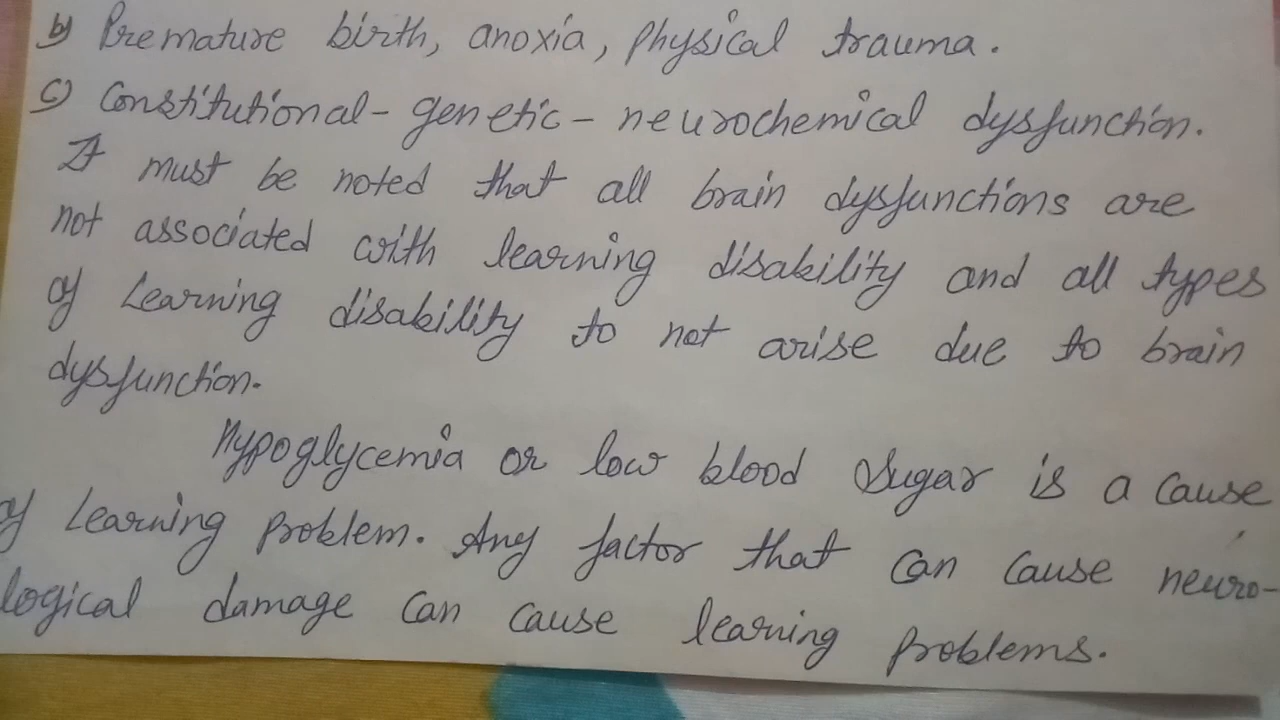 b) Premature birth, anoxia, physical trauma.
c) Constitutional-genetic-neurochemical dysfunction.
It must be noted that all brain dysfunctions are
not associated with learning disability and all types
of Learning disability to not arise due to brain
dysfunction.
Hypoglycemia or low blood sugar is a cause
of Learning problem. Any factor that can cause neuro-
logical damage can cause learning problems.